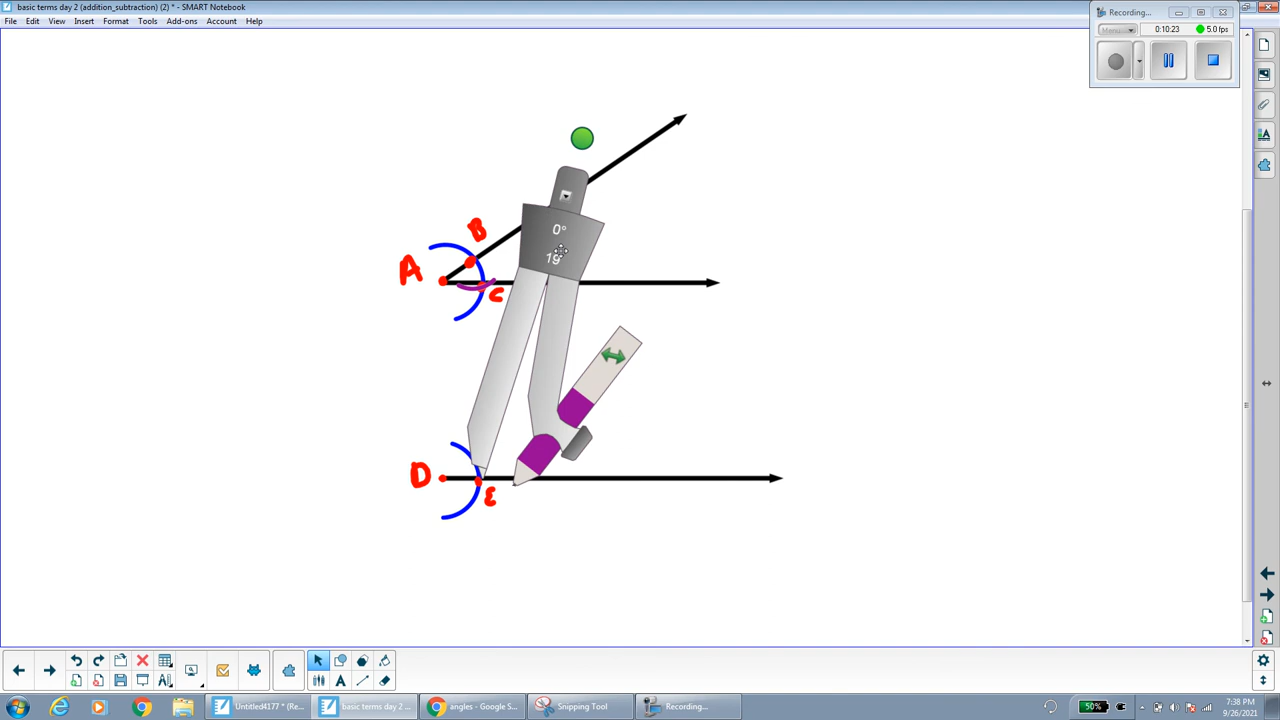 basic terms day 2 (addition_subtraction) (2) * - SMART Notebook
File Edit View Insert Format Tools Add-ons Account Help
Recording...
Menu 0:10:23 5.0 fps
0°
19
B
A
C
D
E
Untitled4177 * (Re...
basic terms day 2 ...
angles - Google S...
Snipping Tool
Recording...
50%
7:38 PM
9/26/2021